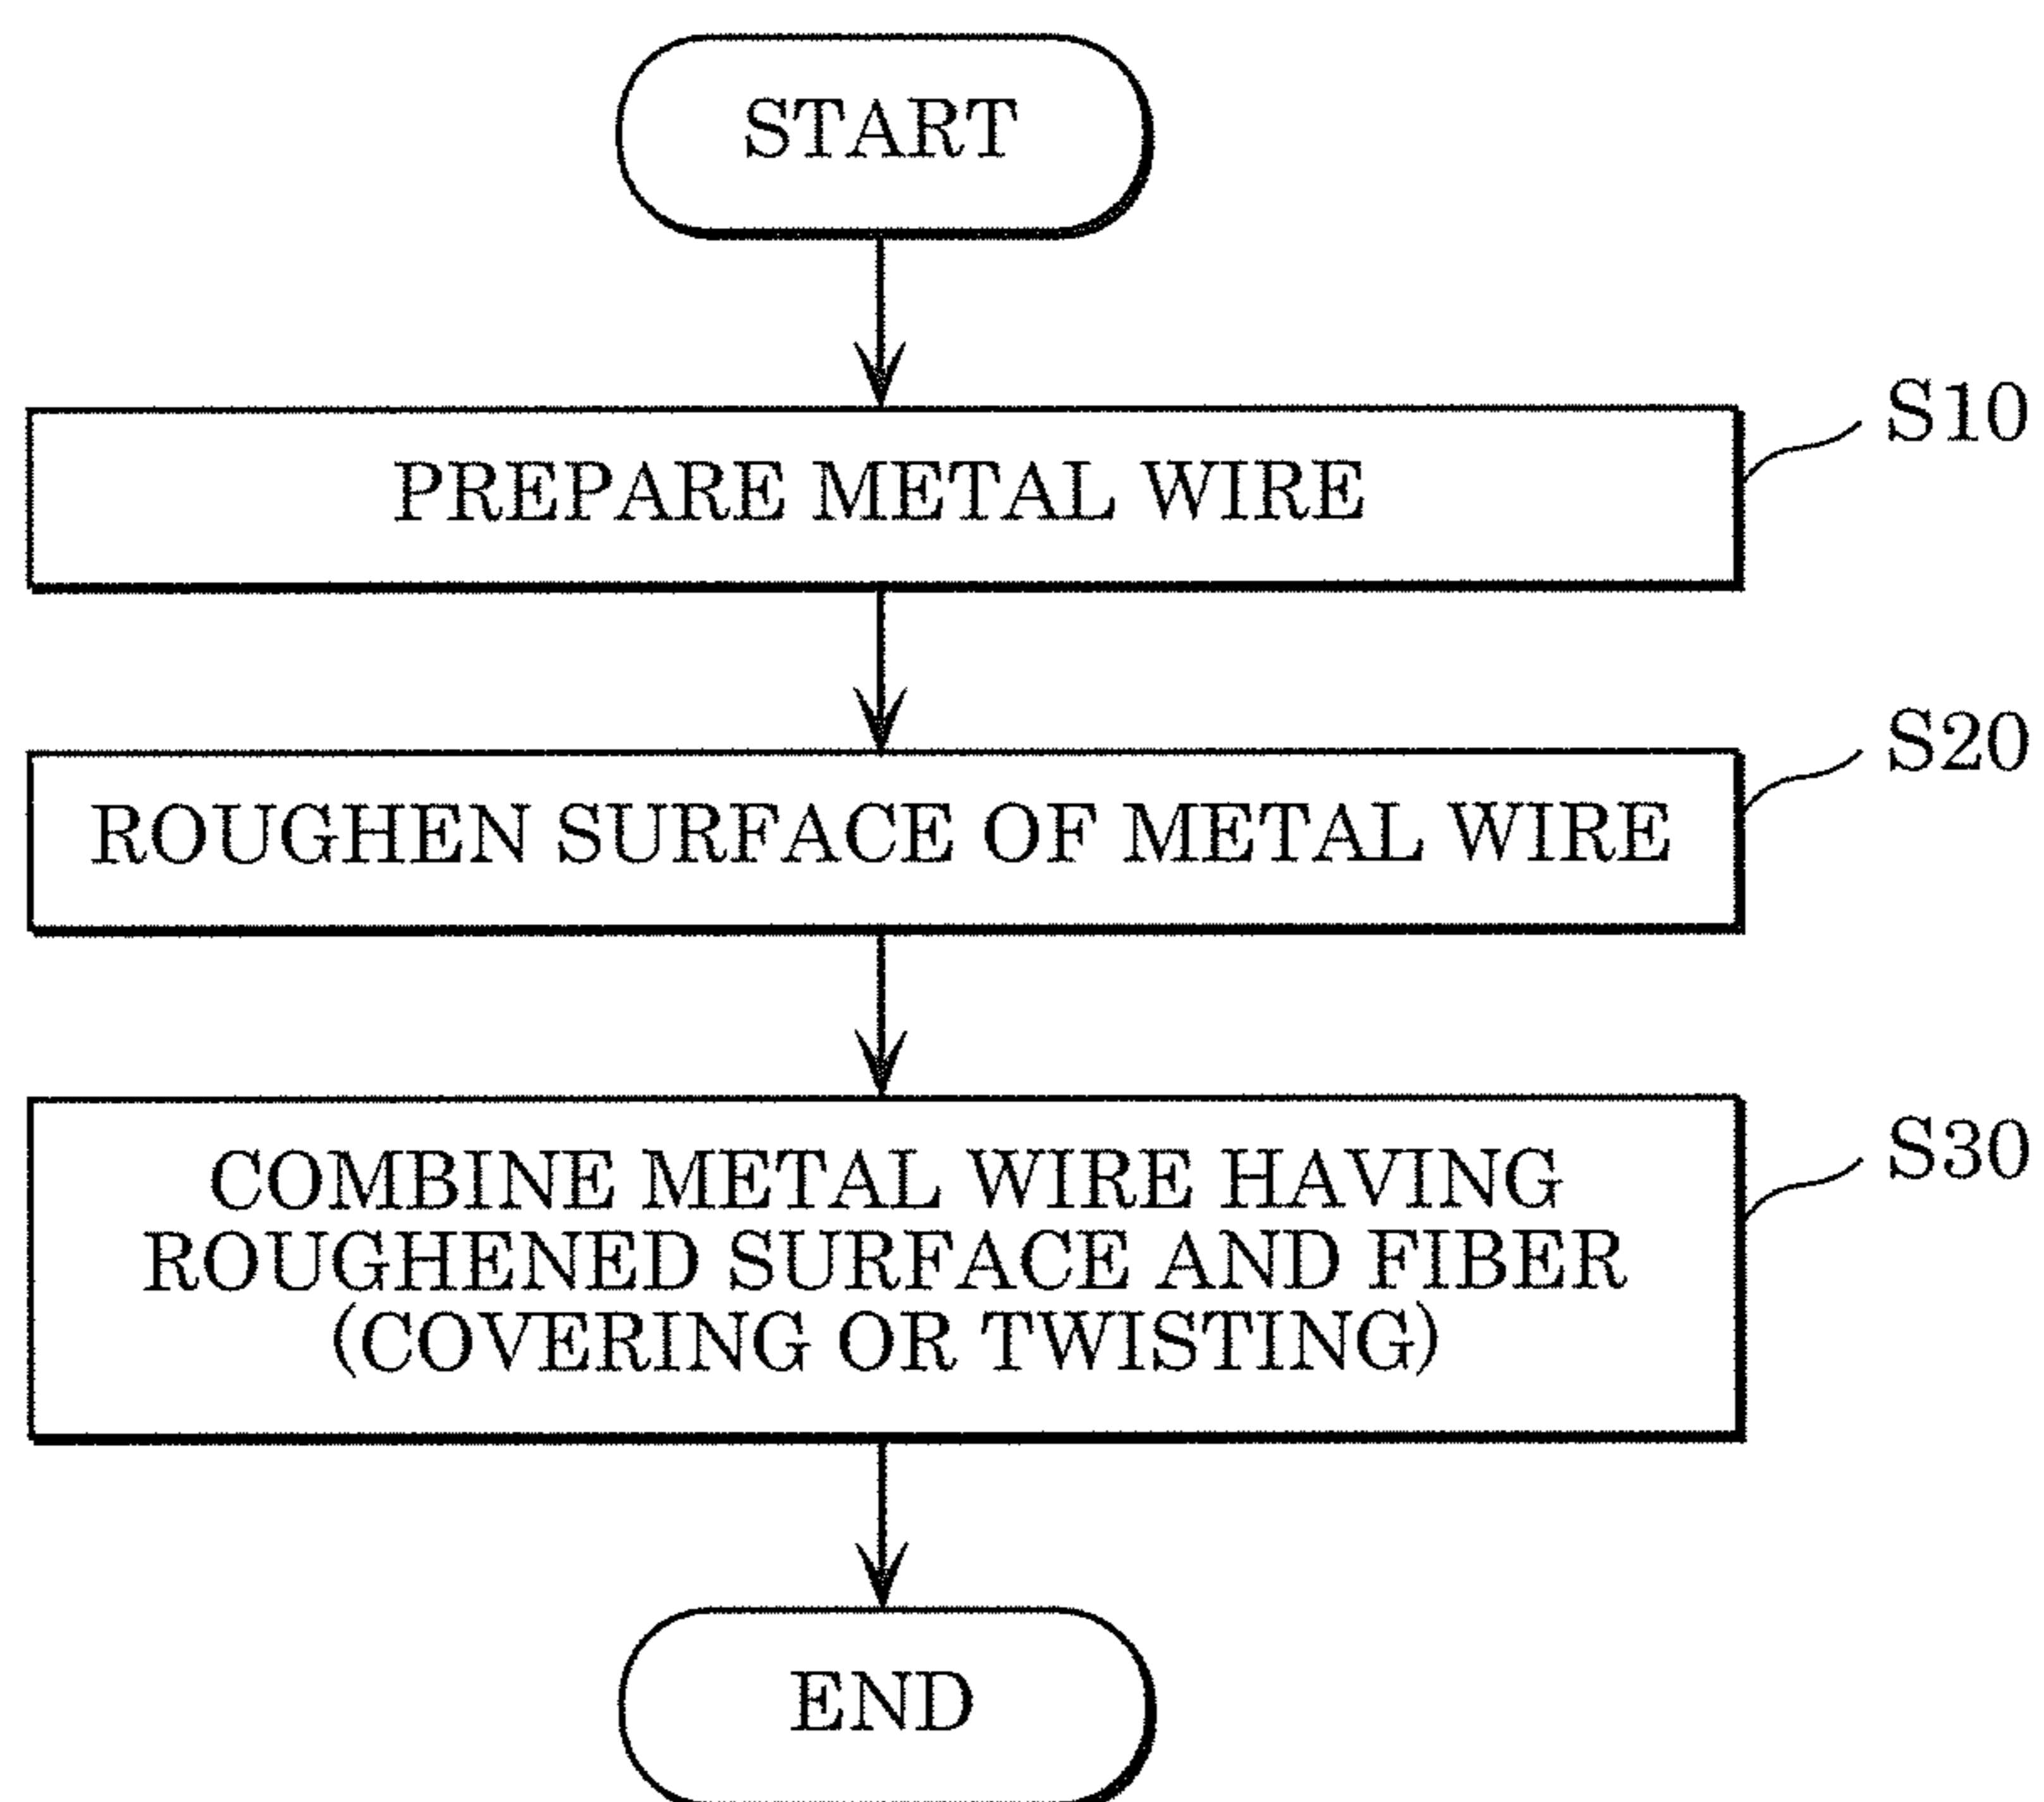 START
PREPARE METAL WIRE
S10
ROUGHEN SURFACE OF METAL WIRE
S20
COMBINE METAL WIRE HAVING
ROUGHENED SURFACE AND FIBER
(COVERING OR TWISTING)
S30
END